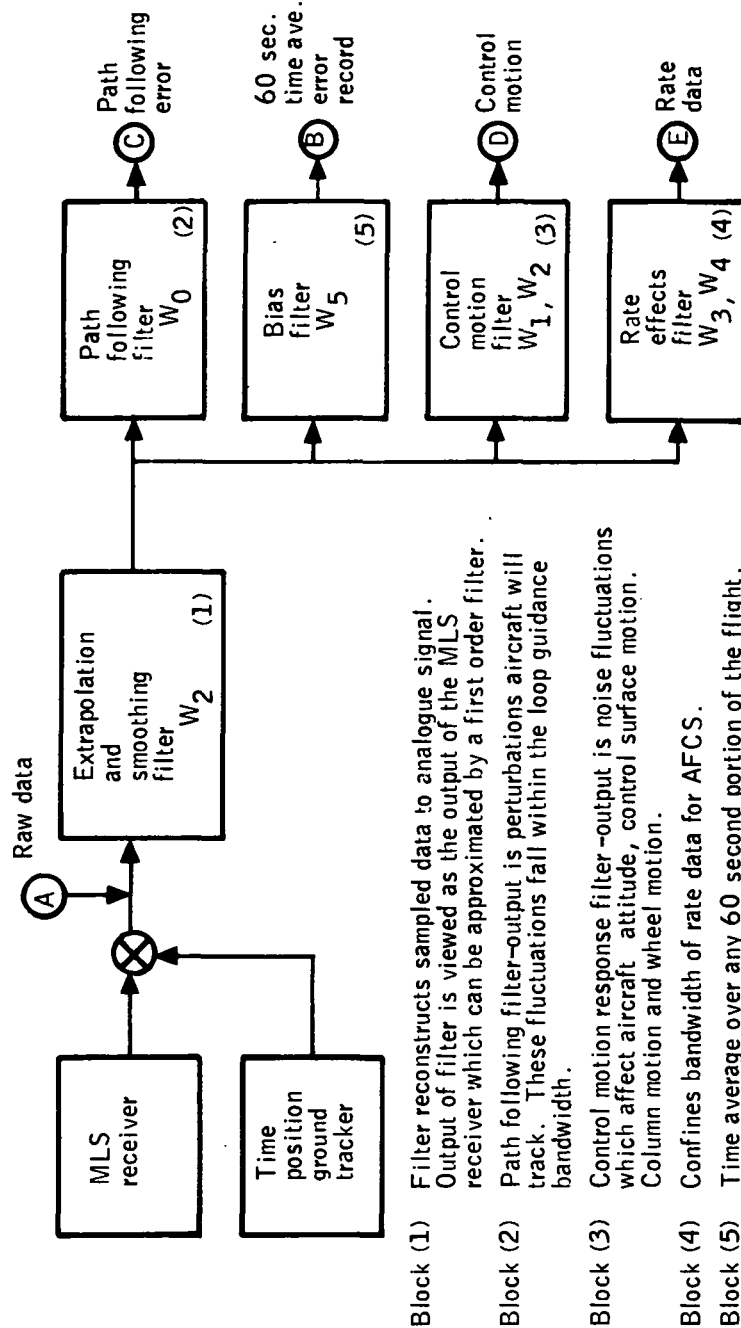 MLS
receiver
Time
position
ground
tracker
A
Raw data
Extrapolation
and
smoothing
filter
W2
(1)
Path
following
filter
W0
(2)
C
Path
following
error
Bias
filter
W5
(5)
B
60 sec.
time ave.
error
record
Control
motion
filter
W1, W2
(3)
D
Control
motion
Rate
effects
filter
W3, W4 (4)
E
Rate
data
Block (1) Filter reconstructs sampled data to analogue signal.
Output of filter is viewed as the output of the MLS
receiver which can be approximated by a first order filter.
Block (2) Path following filter-output is perturbations aircraft will
track. These fluctuations fall within the loop guidance
bandwidth.
Block (3) Control motion response filter-output is noise fluctuations
which affect aircraft attitude, control surface motion.
Column motion and wheel motion.
Block (4) Confines bandwidth of rate data for AFCS.
Block (5) Time average over any 60 second portion of the flight.